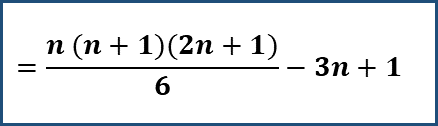 = n (n + 1)(2n + 1) / 6 − 3n + 1